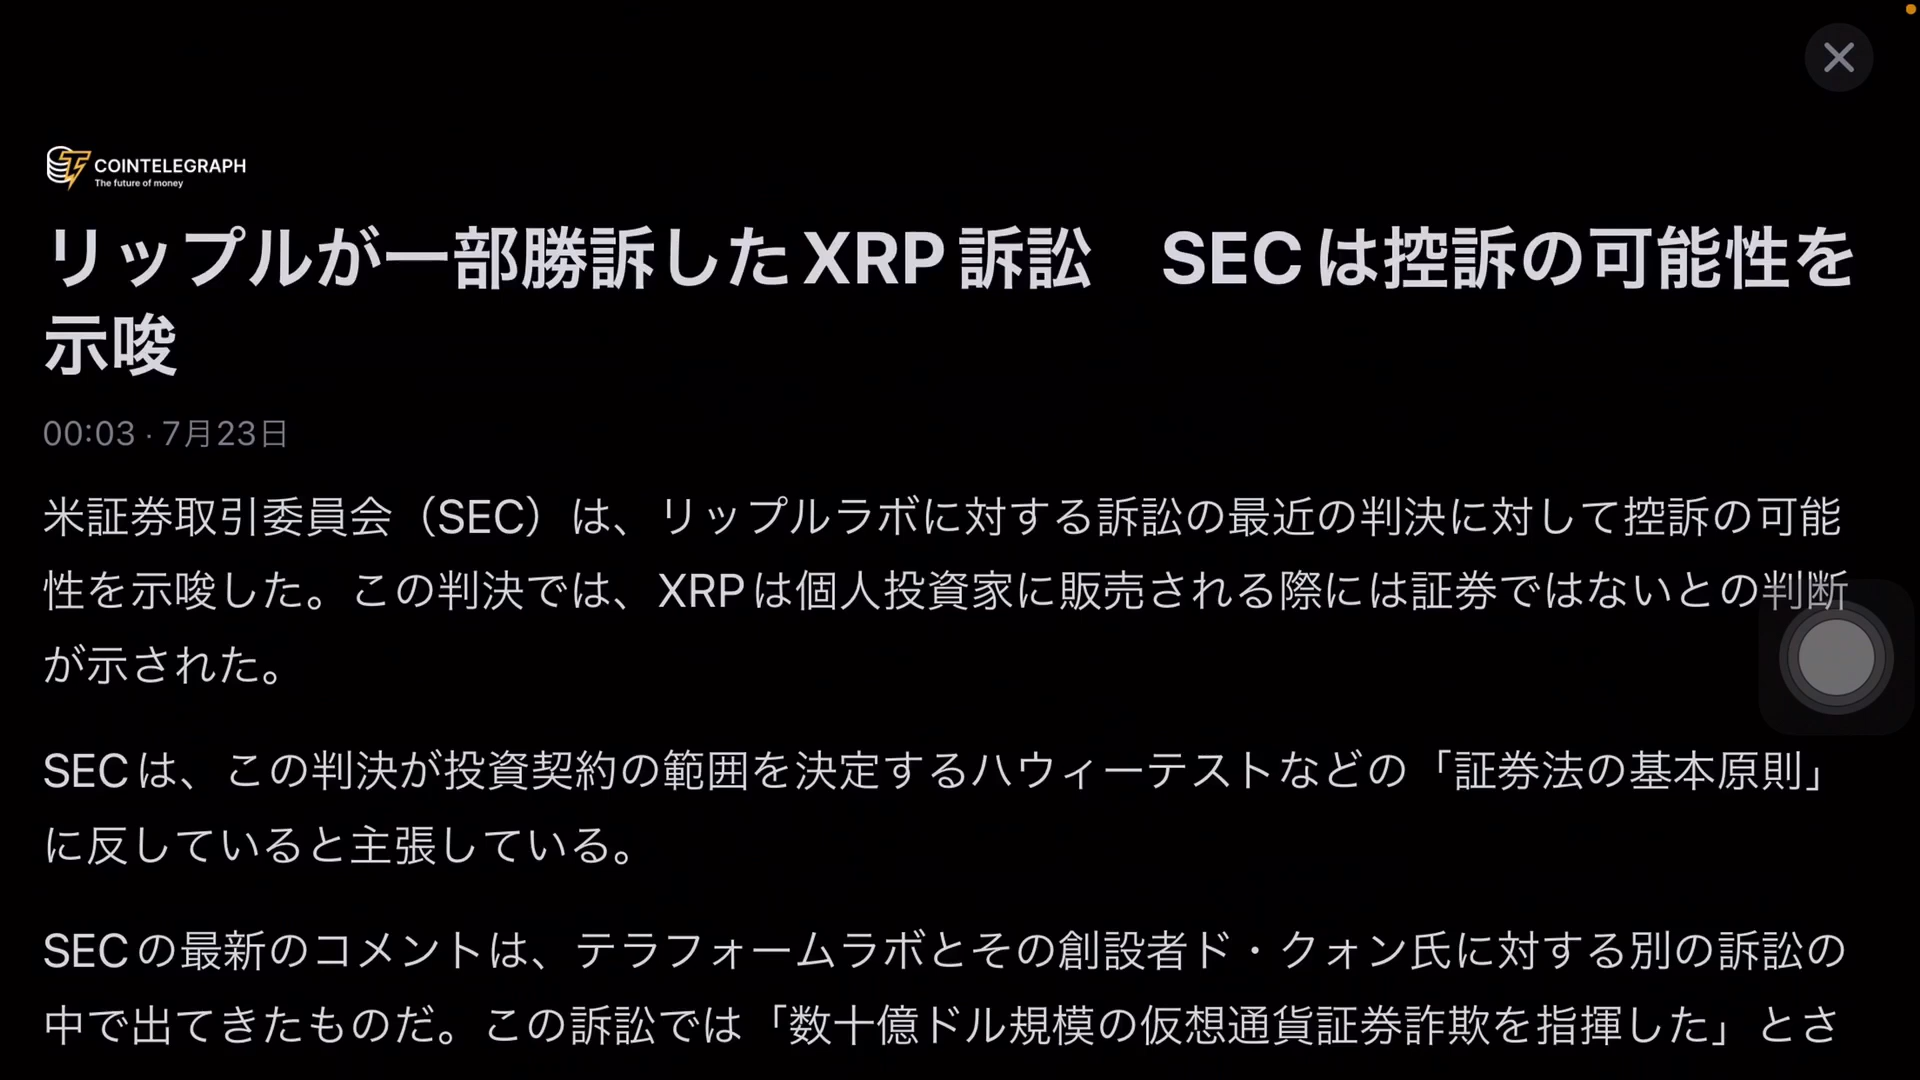 COINTELEGRAPH
The future of money
リップルが一部勝訴したXRP訴訟　SECは控訴の可能性を
示唆
00:03 · 7月23日
米証券取引委員会（SEC）は、リップルラボに対する訴訟の最近の判決に対して控訴の可能
性を示唆した。この判決では、XRPは個人投資家に販売される際には証券ではないとの判断
が示された。
SECは、この判決が投資契約の範囲を決定するハウィーテストなどの「証券法の基本原則」
に反していると主張している。
SECの最新のコメントは、テラフォームラボとその創設者ド・クォン氏に対する別の訴訟の
中で出てきたものだ。この訴訟では「数十億ドル規模の仮想通貨証券詐欺を指揮した」とさ